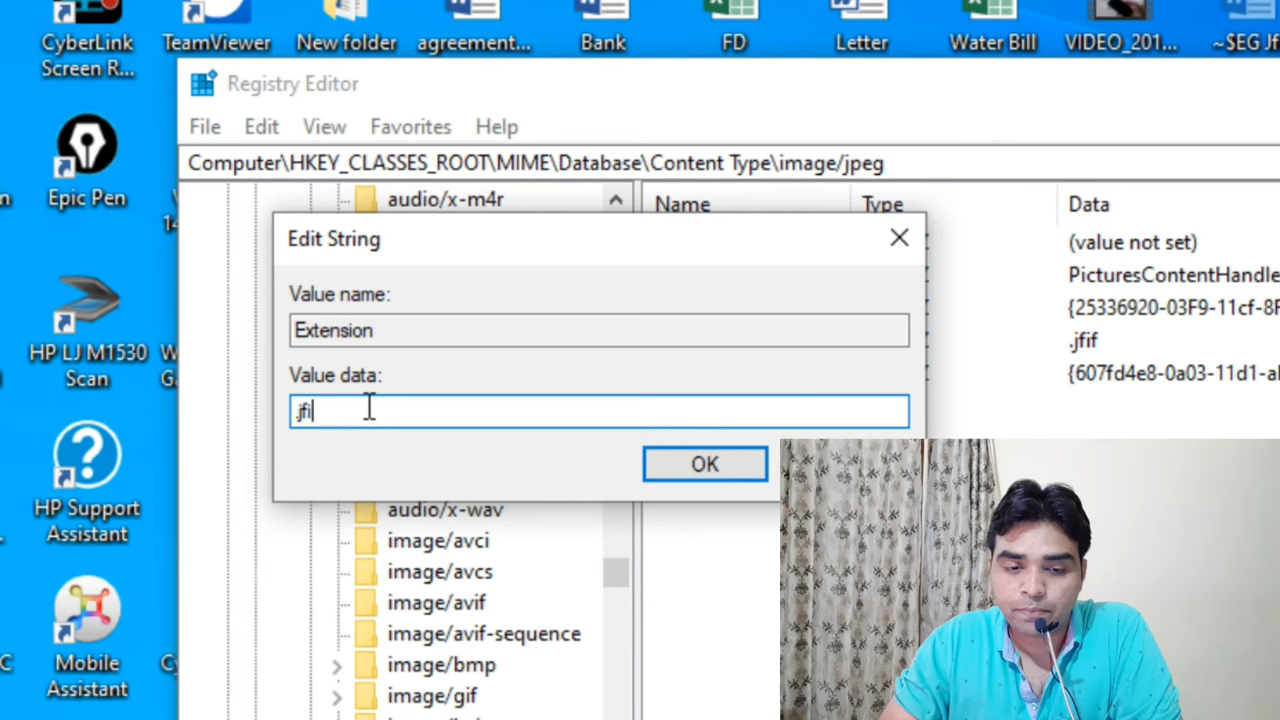 CyberLink
Screen R...
TeamViewer
New folder
agreement...
Bank
FD
Letter
Water Bill
VIDEO_201...
~$EG Jf
Registry Editor
File Edit View Favorites Help
Computer\HKEY_CLASSES_ROOT\MIME\Database\Content Type\image/jpeg
Epic Pen
14
audio/x-m4r
Name Type Data
Edit String
(value not set)
PicturesContentHandle
Value name:
{25336920-03F9-11cf-8F
Extension
.jfif
HP LJ M1530
Scan
Value data:
{607fd4e8-0a03-11d1-al
.jfi
OK
HP Support
Assistant
audio/x-wav
image/avci
image/avcs
image/avif
image/avif-sequence
image/bmp
image/gif
Mobile
Assistant